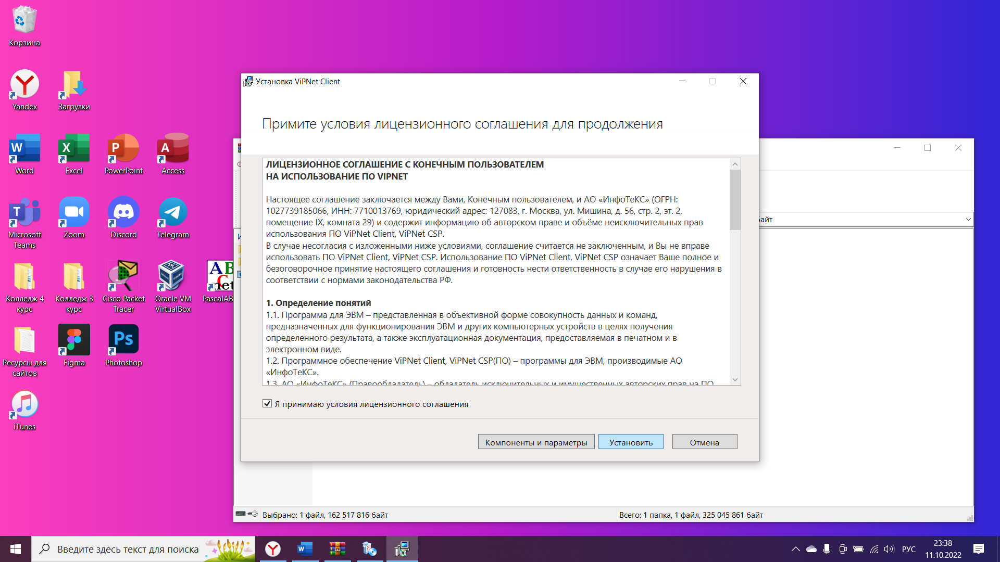 Корзина
Yandex
Загрузки
Word
Excel
PowerPoint
Access
Microsoft
Teams
Zoom
Discord
Telegram
Колледж 4
курс
Колледж 3
курс
Cisco Packet
Tracer
Oracle VM
VirtualBox
PascalAB
Ресурсы для
сайтов
Figma
Photoshop
iTunes
Установка ViPNet Client
Примите условия лицензионного соглашения для продолжения
ЛИЦЕНЗИОННОЕ СОГЛАШЕНИЕ С КОНЕЧНЫМ ПОЛЬЗОВАТЕЛЕМ
НА ИСПОЛЬЗОВАНИЕ ПО VIPNET
Настоящее соглашение заключается между Вами, Конечным пользователем, и АО «ИнфоТеКС» (ОГРН:
1027739185066, ИНН: 7710013769, юридический адрес: 127083, г. Москва, ул. Мишина, д. 56, стр. 2, эт. 2,
помещение IX, комната 29) и содержит информацию об авторском праве и объёме неисключительных прав
использования ПО ViPNet Client, ViPNet CSP.
В случае несогласия с изложенными ниже условиями, соглашение считается не заключенным, и Вы не вправе
использовать ПО ViPNet Client, ViPNet CSP. Использование ПО ViPNet Client, ViPNet CSP означает Ваше полное и
безоговорочное принятие настоящего соглашения и готовность нести ответственность в случае его нарушения в
соответствии с нормами законодательства РФ.
1. Определение понятий
1.1. Программа для ЭВМ – представленная в объективной форме совокупность данных и команд,
предназначенных для функционирования ЭВМ и других компьютерных устройств в целях получения
определенного результата, а также эксплуатационная документация, предоставляемая в печатном и в
электронном виде.
1.2. Программное обеспечение ViPNet Client, ViPNet CSP(ПО) – программы для ЭВМ, производимые АО
«ИнфоТеКС».
1.3. АО «ИнфоТеКС» (Правообладатель) – обладатель исключительных и имущественных авторских прав на ПО
Я принимаю условия лицензионного соглашения
Компоненты и параметры
Установить
Отмена
байт
Выбрано: 1 файл, 162 517 816 байт
Всего: 1 папка, 1 файл, 325 045 861 байт
Введите здесь текст для поиска
РУС
23:38
11.10.2022